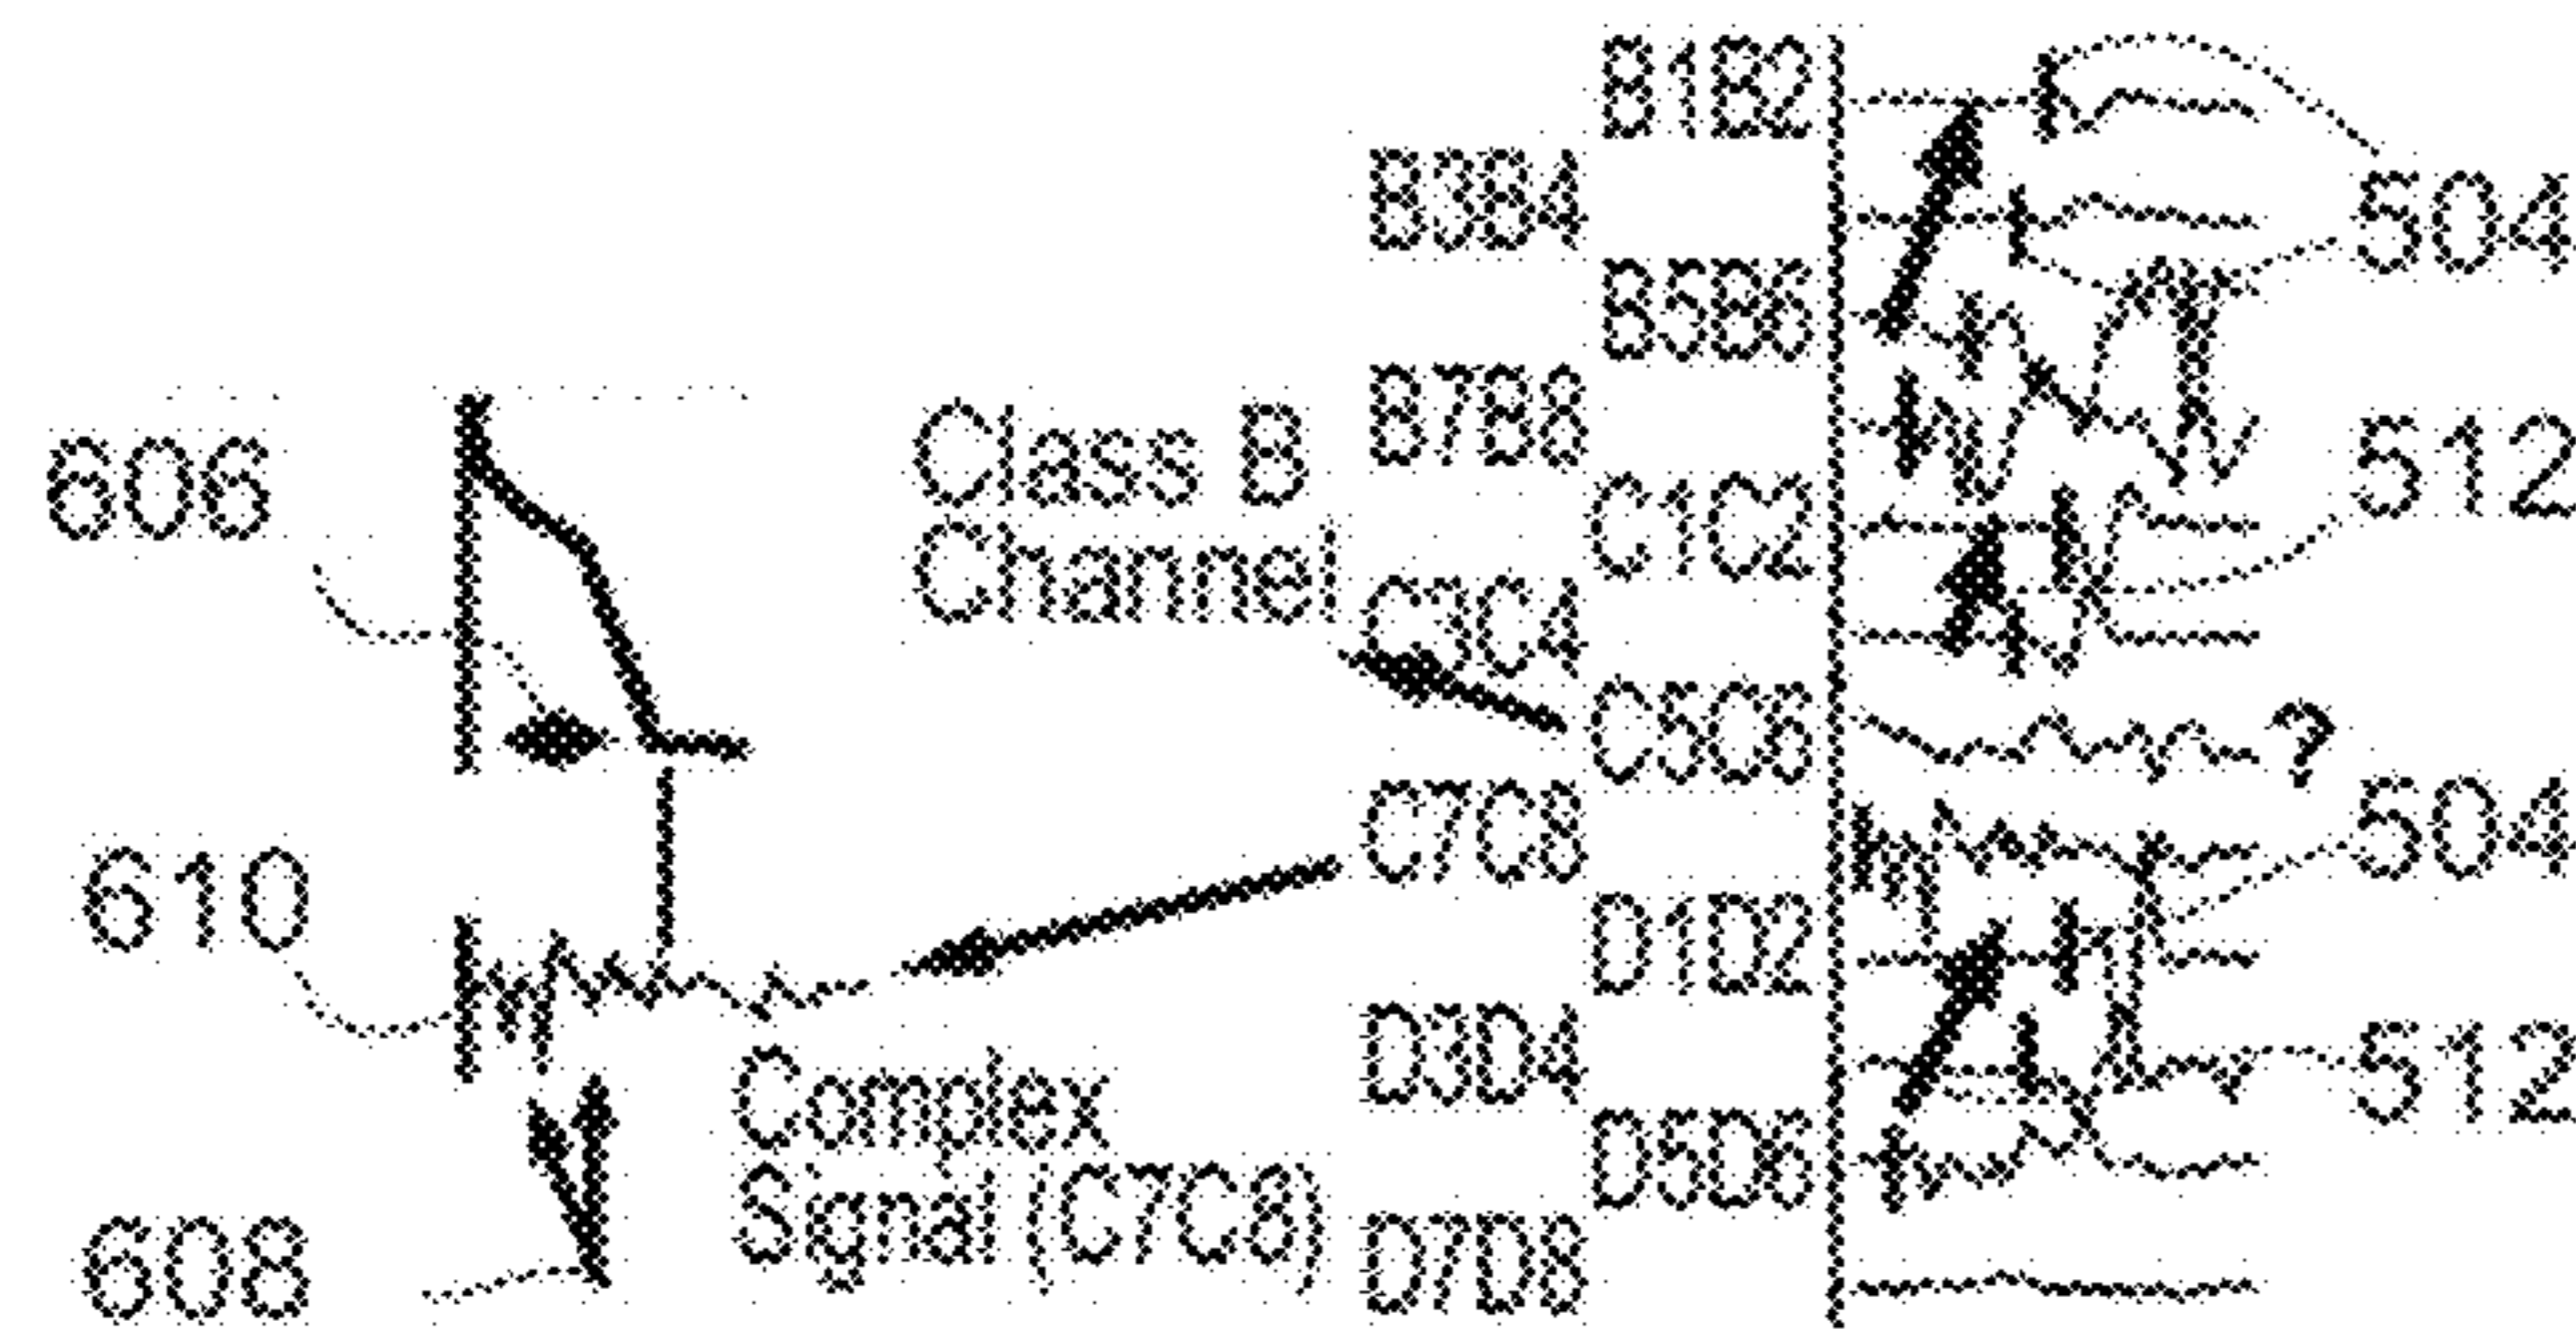 B1B2
B3B4
504
B5B6
B7B8
606
Class B
Channel
512
C1C2
C3C4
C5C6
?
C7C8
504
610
D1D2
D3D4
512
Complex
Signal (C7C8)
D5D6
608
D7D8